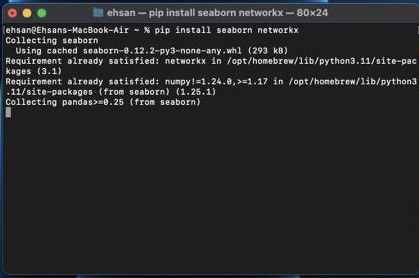 ehsan — pip install seaborn networkx — 80×24
[ehsan@Ehsans-MacBook-Air ~ % pip install seaborn networkx ]
Collecting seaborn
  Using cached seaborn-0.12.2-py3-none-any.whl (293 kB)
Requirement already satisfied: networkx in /opt/homebrew/lib/python3.11/site-pac
kages (3.1)
Requirement already satisfied: numpy!=1.24.0,>=1.17 in /opt/homebrew/lib/python3
.11/site-packages (from seaborn) (1.25.1)
Collecting pandas>=0.25 (from seaborn)